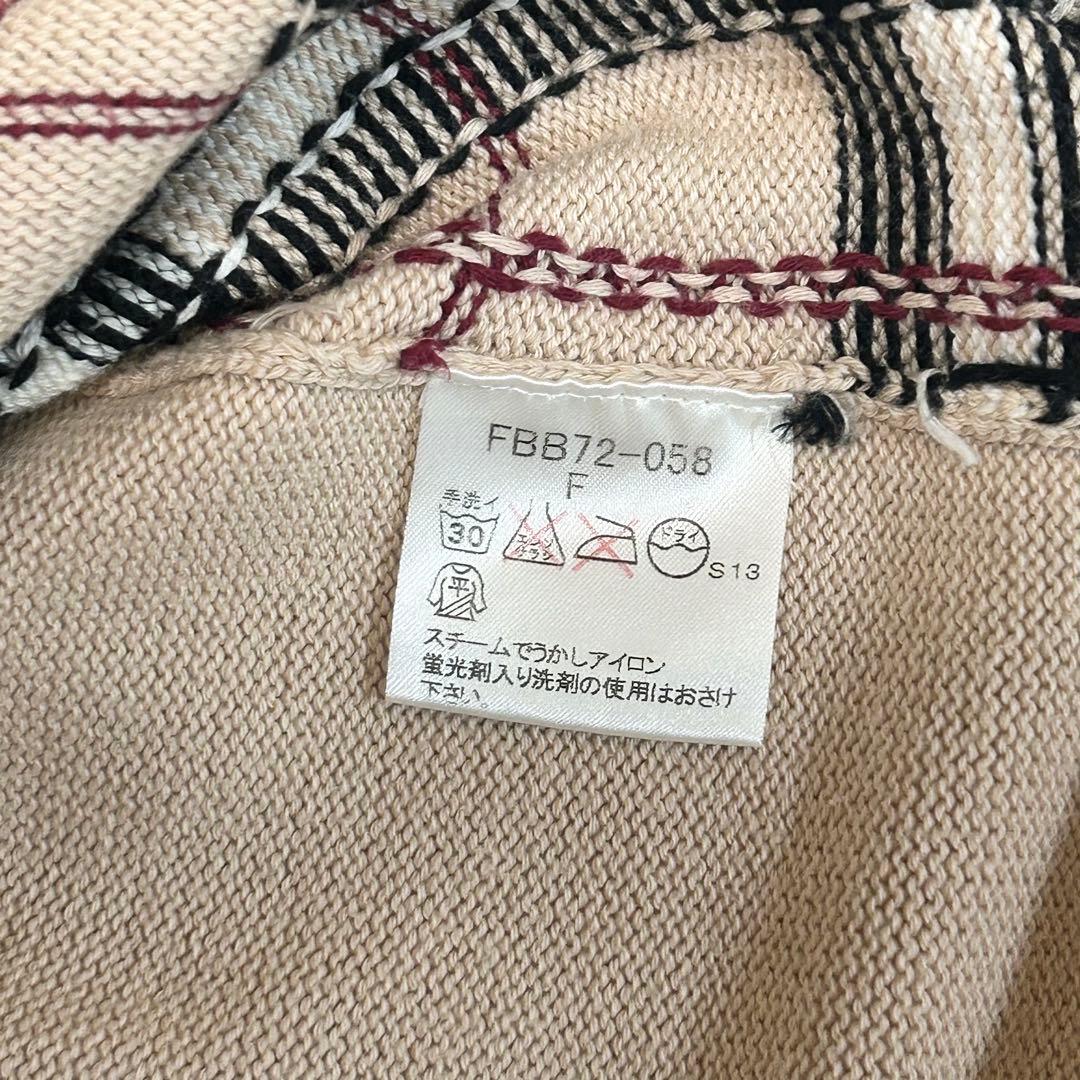 FBB72-058
F
手洗イ
30
エンソ
サラシ
ドライ
S13
平
スチームでうかしアイロン
蛍光剤入り洗剤の使用はおさけ
下さい。